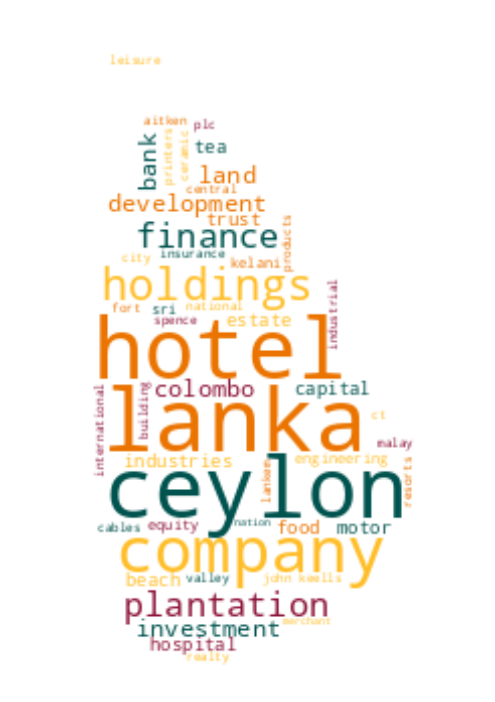 leisure
aitken
plc
bank
printers
ceramic
tea
land
central
development
trust
products
finance
insurance
city
kelani
holdings
industrial
fort
sri
national
spence
estate
hotel
international
building
colombo
capital
lanka
ct
malay
industries
lankem
engineering
resorts
ceylon
cables
equity
nation
food
motor
company
beach
valley
john keells
plantation
merchant
investment
hospital
realty